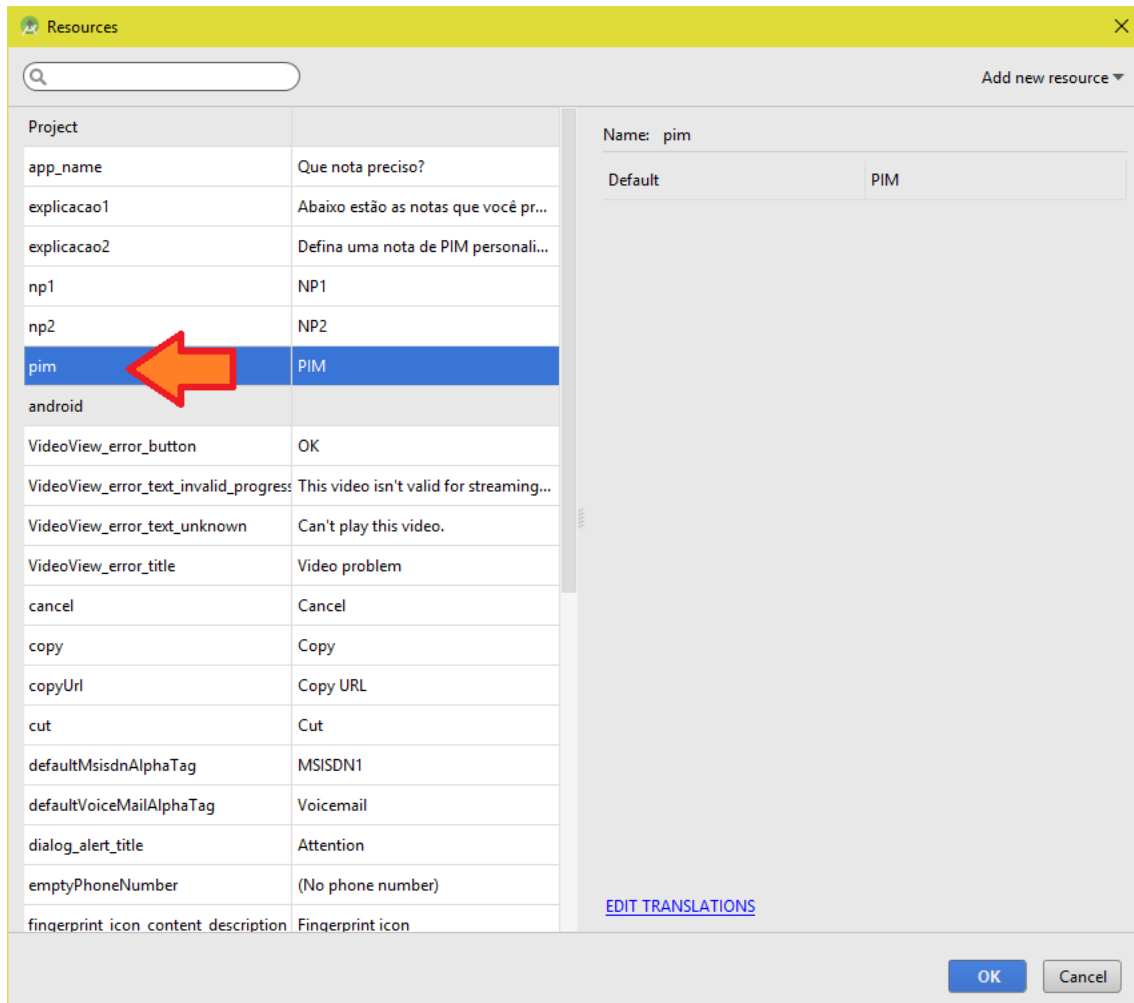 Resources
Add new resource
Project
app_name Que nota preciso?
explicacao1 Abaixo estão as notas que você pr...
explicacao2 Defina uma nota de PIM personali...
np1 NP1
np2 NP2
pim PIM
android
VideoView_error_button OK
VideoView_error_text_invalid_progress This video isn't valid for streaming...
VideoView_error_text_unknown Can't play this video.
VideoView_error_title Video problem
cancel Cancel
copy Copy
copyUrl Copy URL
cut Cut
defaultMsisdnAlphaTag MSISDN1
defaultVoiceMailAlphaTag Voicemail
dialog_alert_title Attention
emptyPhoneNumber (No phone number)
fingerprint_icon_content_description Fingerprint icon
Name: pim
Default PIM
EDIT TRANSLATIONS
OK Cancel